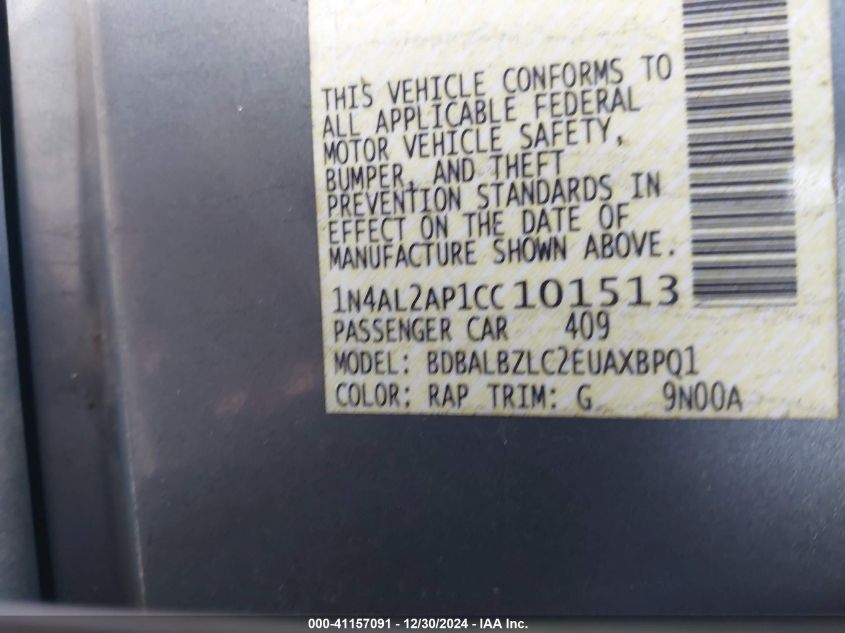 THIS VEHICLE CONFORMS TO
ALL APPLICABLE FEDERAL
MOTOR VEHICLE SAFETY,
BUMPER, AND THEFT
PREVENTION STANDARDS IN
EFFECT ON THE DATE OF
MANUFACTURE SHOWN ABOVE.
1N4AL2AP1CC101513
PASSENGER CAR 409
MODEL: BDBALBZLC2EUAXBPQ1
COLOR: RAP TRIM: G 9N00A
000-41157091 - 12/30/2024 - IAA Inc.